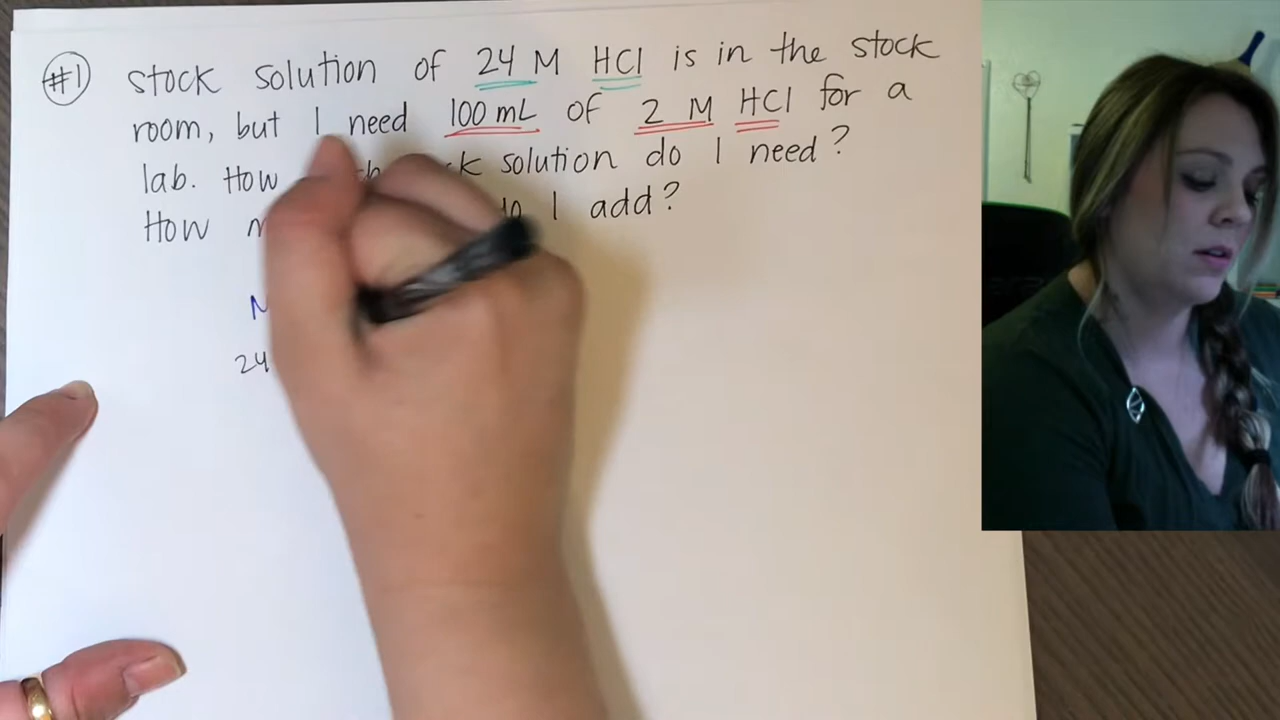 #1 Stock solution of 24 M HCl is in the stock
room, but I need 100 mL of 2 M HCl for a
lab. How solution do I need?
How I add?
24